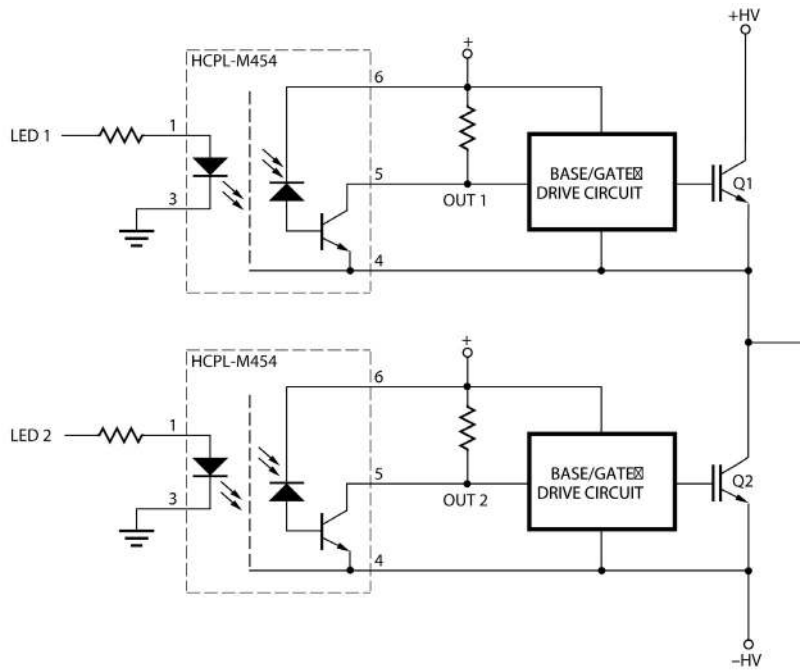 +HV
HCPL-M454
+
6
LED 1
1
BASE/GATE
DRIVE CIRCUIT
Q1
5
3
OUT 1
4
HCPL-M454
+
6
LED 2
1
BASE/GATE
DRIVE CIRCUIT
Q2
5
3
OUT 2
4
–HV